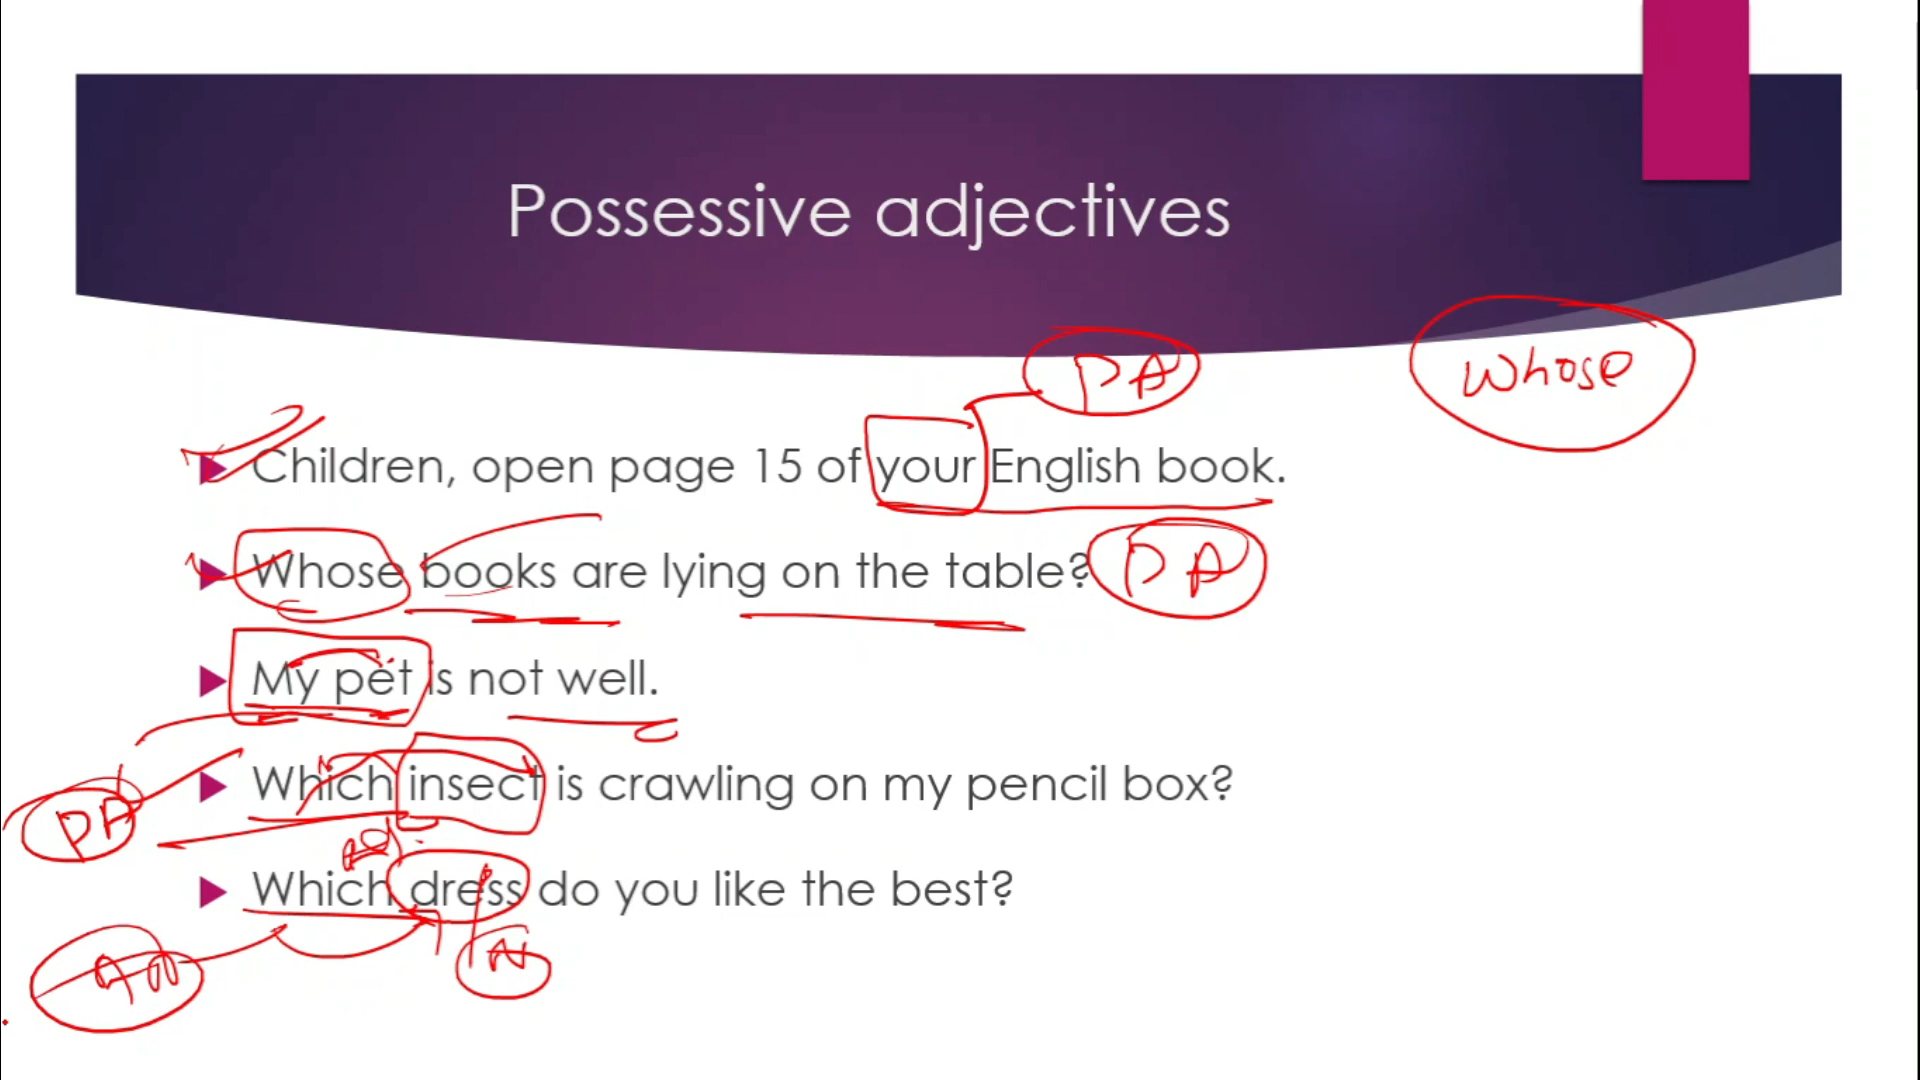 Possessive adjectives
PA
Whose
Children, open page 15 of your English book.
Whose books are lying on the table?
PA
My pet is not well.
Which insect is crawling on my pencil box?
PA
adj
Which dress do you like the best?
N